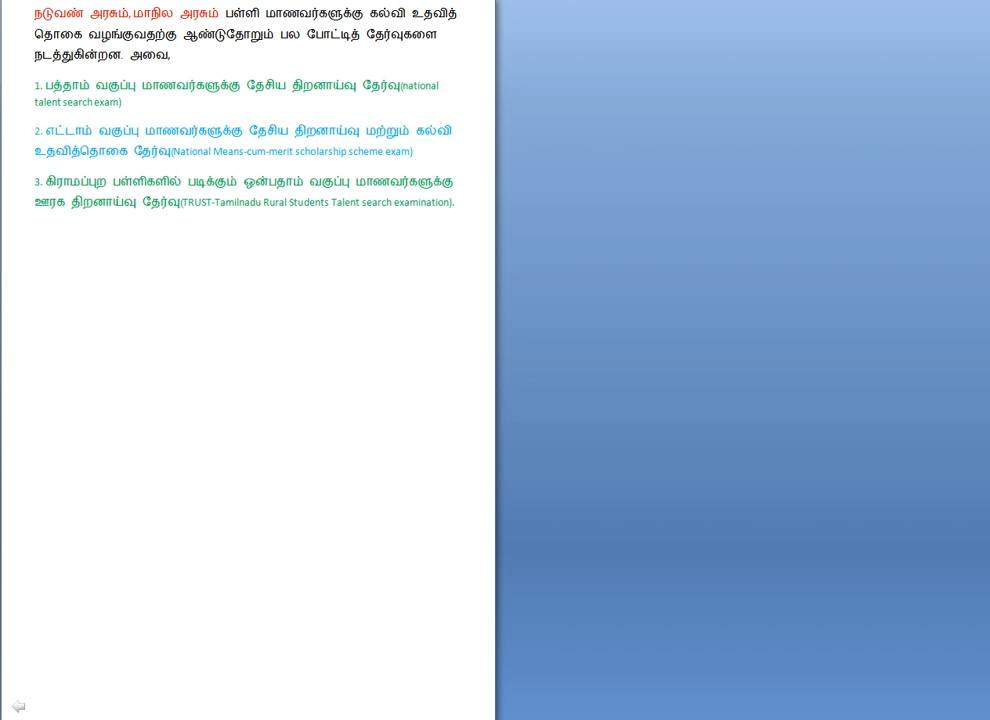 நடுவண் அரசும், மாநில அரசும் பள்ளி மாணவர்களுக்கு கல்வி உதவித்
தொகை வழங்குவதற்கு ஆண்டுதோறும் பல போட்டித் தேர்வுகளை
நடத்துகின்றன. அவை,
1. பத்தாம் வகுப்பு மாணவர்களுக்கு தேசிய திறனாய்வு தேர்வு(national
talent search exam)
2. எட்டாம் வகுப்பு மாணவர்களுக்கு தேசிய திறனாய்வு மற்றும் கல்வி
உதவித்தொகை தேர்வு(National Means-cum-merit scholarship scheme exam)
3. கிராமப்புற பள்ளிகளில் படிக்கும் ஒன்பதாம் வகுப்பு மாணவர்களுக்கு
ஊரக திறனாய்வு தேர்வு(TRUST-Tamilnadu Rural Students Talent search examination).